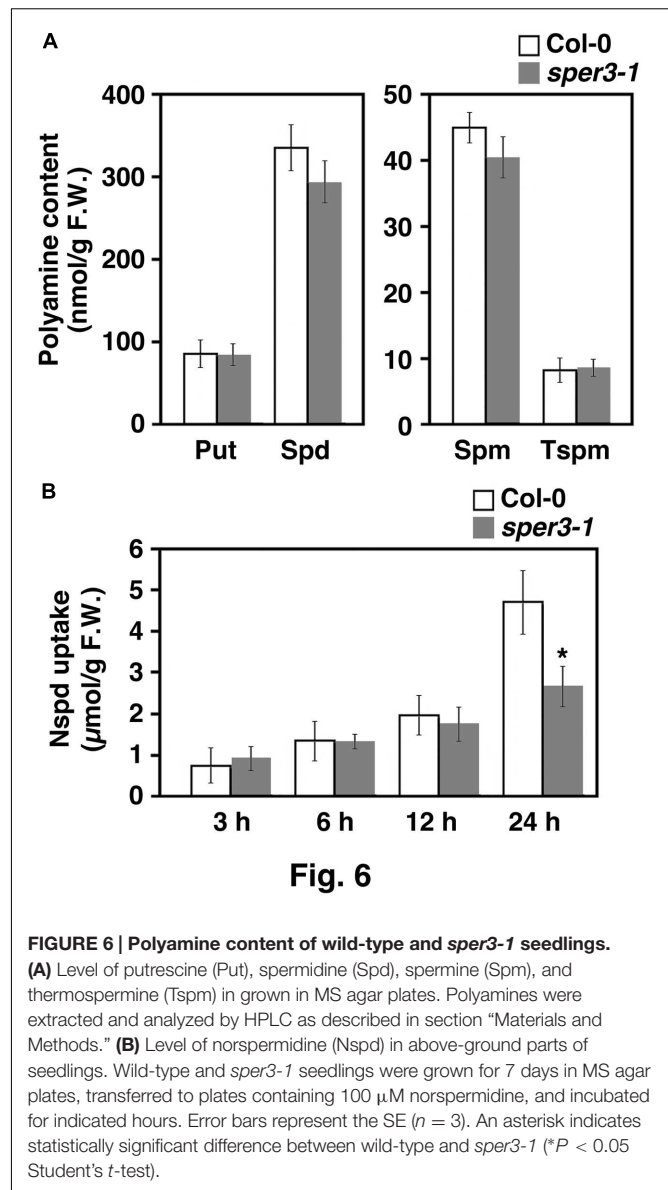 A
Col-0
sper3-1
Polyamine content
(nmol/g F.W.)
400
300
200
100
0
Put Spd
50
40
30
20
10
0
Spm Tspm
B
Col-0
sper3-1
Nspd uptake
(µmol/g F.W.)
6
5
4
3
2
1
0
*
3 h 6 h 12 h 24 h
Fig. 6
FIGURE 6 | Polyamine content of wild-type and sper3-1 seedlings.
(A) Level of putrescine (Put), spermidine (Spd), spermine (Spm), and
thermospermine (Tspm) in grown in MS agar plates. Polyamines were
extracted and analyzed by HPLC as described in section “Materials and
Methods.” (B) Level of norspermidine (Nspd) in above-ground parts of
seedlings. Wild-type and sper3-1 seedlings were grown for 7 days in MS agar
plates, transferred to plates containing 100 µM norspermidine, and incubated
for indicated hours. Error bars represent the SE (n = 3). An asterisk indicates
statistically significant difference between wild-type and sper3-1 (*P < 0.05
Student’s t-test).